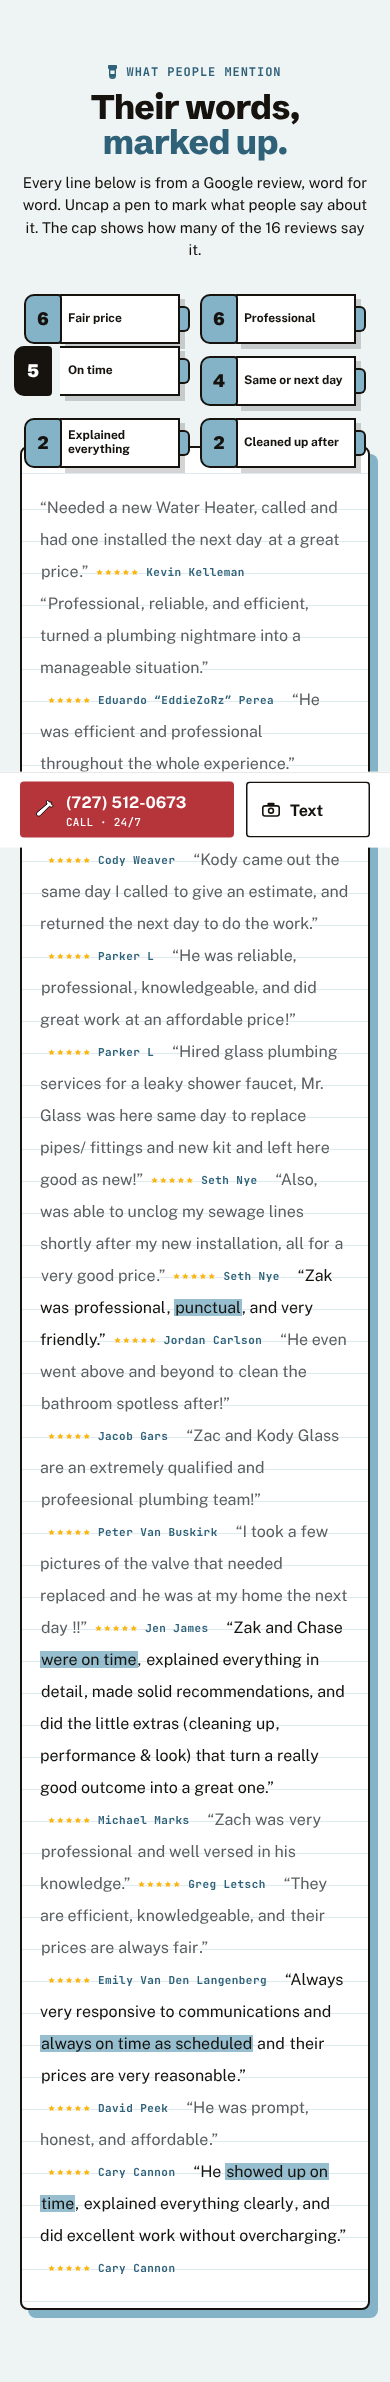 WHAT PEOPLE MENTION
Their words,
marked up.
Every line below is from a Google review, word for
word. Uncap a pen to mark what people say about
it. The cap shows how many of the 16 reviews say
it.
6 Fair price
6 Professional
5 On time
4 Same or next day
2 Explained everything
2 Cleaned up after
“Needed a new Water Heater, called and
had one installed the next day at a great
price.” ★★★★★ Kevin Kelleman
“Professional, reliable, and efficient,
turned a plumbing nightmare into a
manageable situation.”
★★★★★ Eduardo “EddieZoRz” Perea “He
was efficient and professional
throughout the whole experience.”
(727) 512-0673
CALL · 24/7
Text
★★★★★ Cody Weaver “Kody came out the
same day I called to give an estimate, and
returned the next day to do the work.”
★★★★★ Parker L “He was reliable,
professional, knowledgeable, and did
great work at an affordable price!”
★★★★★ Parker L “Hired glass plumbing
services for a leaky shower faucet, Mr.
Glass was here same day to replace
pipes/ fittings and new kit and left here
good as new!” ★★★★★ Seth Nye “Also,
was able to unclog my sewage lines
shortly after my new installation, all for a
very good price.” ★★★★★ Seth Nye “Zak
was professional, punctual, and very
friendly.” ★★★★★ Jordan Carlson “He even
went above and beyond to clean the
bathroom spotless after!”
★★★★★ Jacob Gars “Zac and Kody Glass
are an extremely qualified and
profeesional plumbing team!”
★★★★★ Peter Van Buskirk “I took a few
pictures of the valve that needed
replaced and he was at my home the next
day !!” ★★★★★ Jen James “Zak and Chase
were on time, explained everything in
detail, made solid recommendations, and
did the little extras (cleaning up,
performance & look) that turn a really
good outcome into a great one.”
★★★★★ Michael Marks “Zach was very
professional and well versed in his
knowledge.” ★★★★★ Greg Letsch “They
are efficient, knowledgeable, and their
prices are always fair.”
★★★★★ Emily Van Den Langenberg “Always
very responsive to communications and
always on time as scheduled and their
prices are very reasonable.”
★★★★★ David Peek “He was prompt,
honest, and affordable.”
★★★★★ Cary Cannon “He showed up on
time, explained everything clearly, and
did excellent work without overcharging.”
★★★★★ Cary Cannon